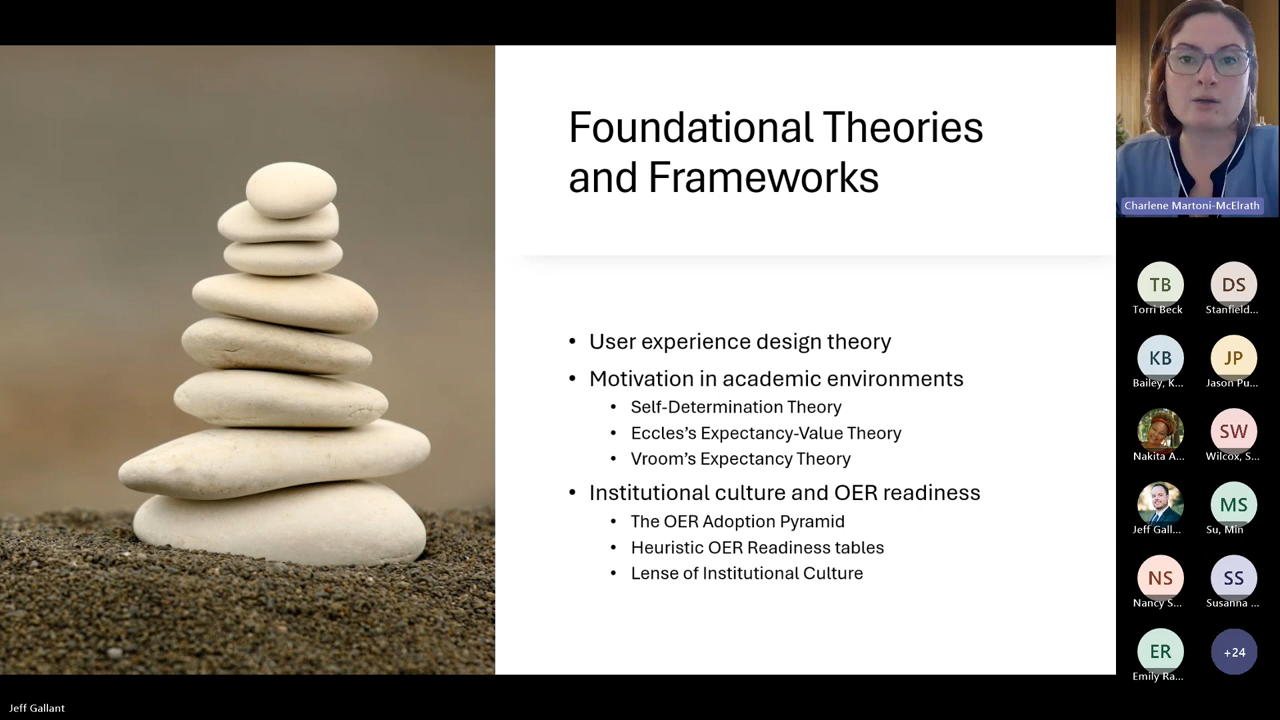 Foundational Theories
and Frameworks
• User experience design theory
• Motivation in academic environments
• Self-Determination Theory
• Eccles's Expectancy-Value Theory
• Vroom's Expectancy Theory
• Institutional culture and OER readiness
• The OER Adoption Pyramid
• Heuristic OER Readiness tables
• Lense of Institutional Culture
Charlene Martoni-McElrath
TB
Torri Beck
DS
Stanfield...
KB
Bailey, K...
JP
Jason Pu...
Nakita A...
SW
Wilcox, S...
Jeff Gall...
MS
Su, Min
NS
Nancy S...
SS
Susanna ...
ER
Emily Ra...
+24
Jeff Gallant